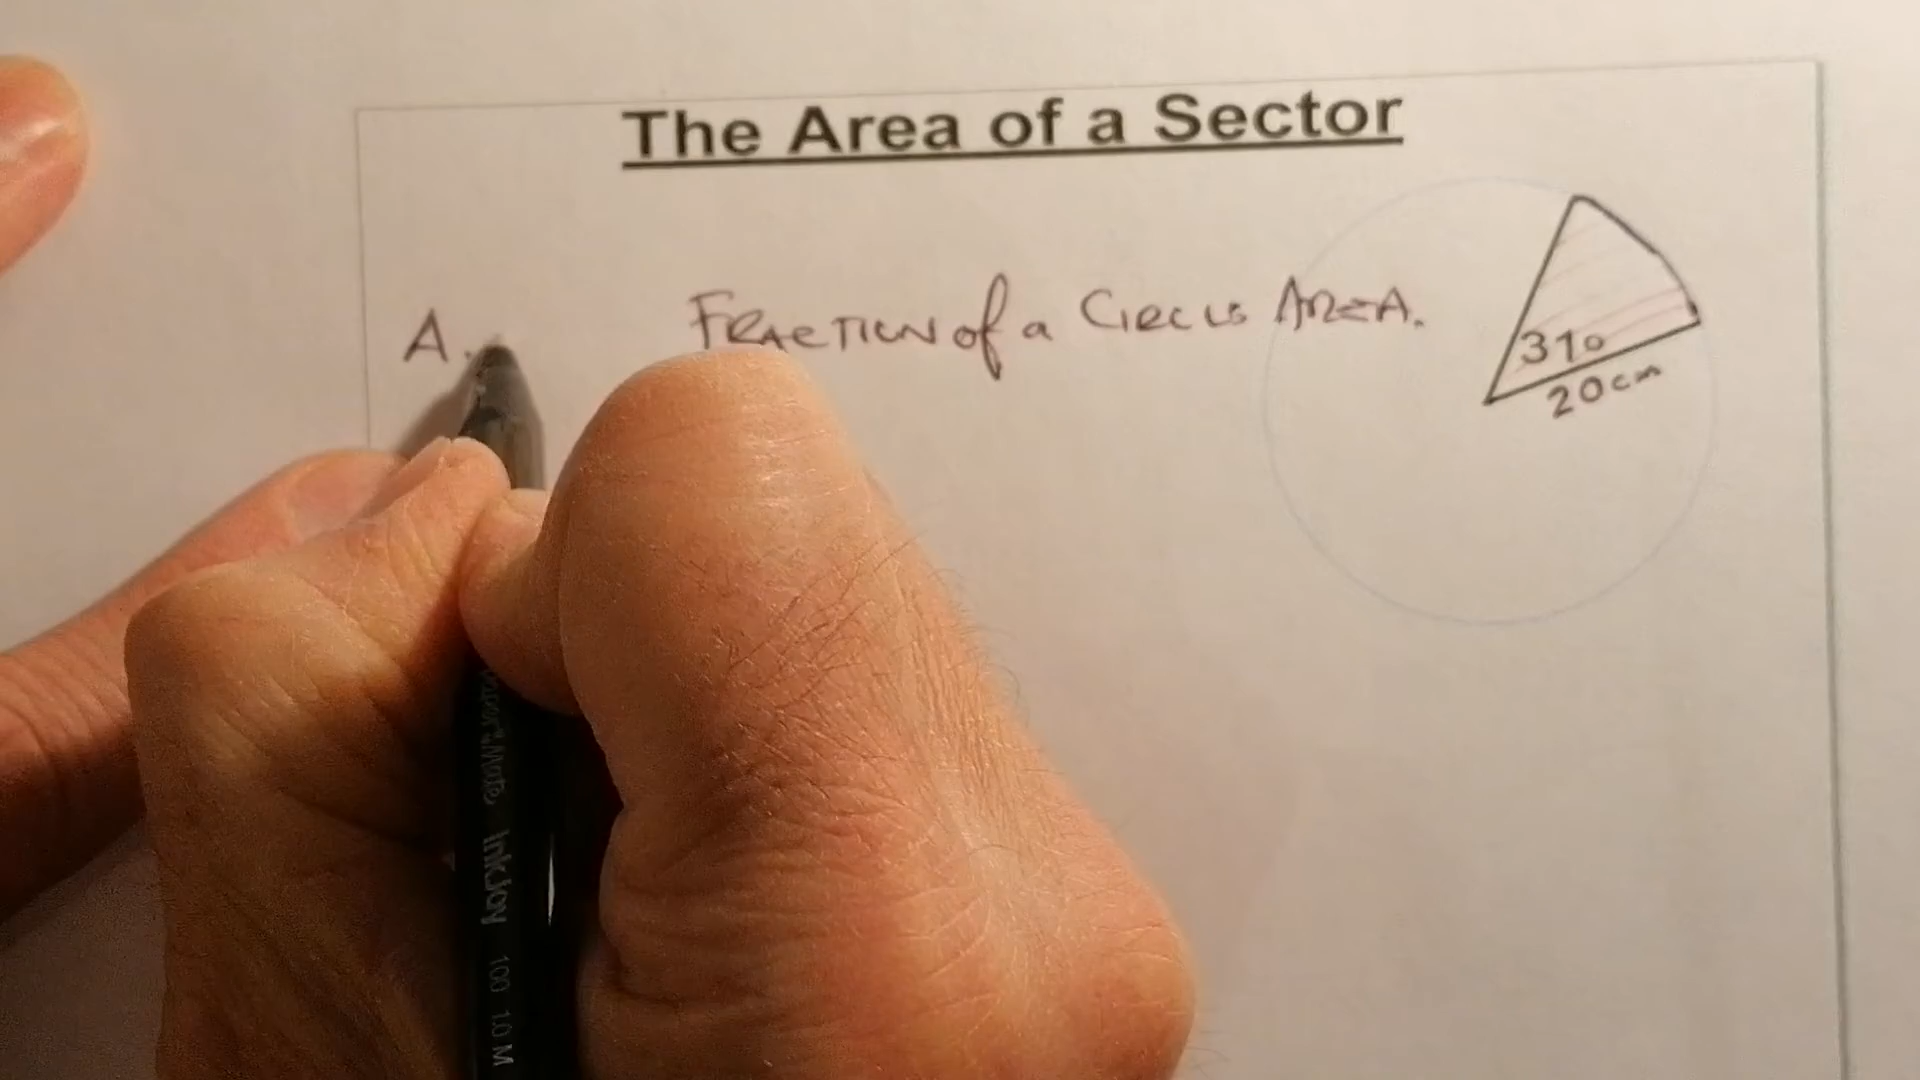 The Area of a Sector
A. FRACTION of a CIRCLE AREA.
31°
20cm
InkJoy 100 1.0 M